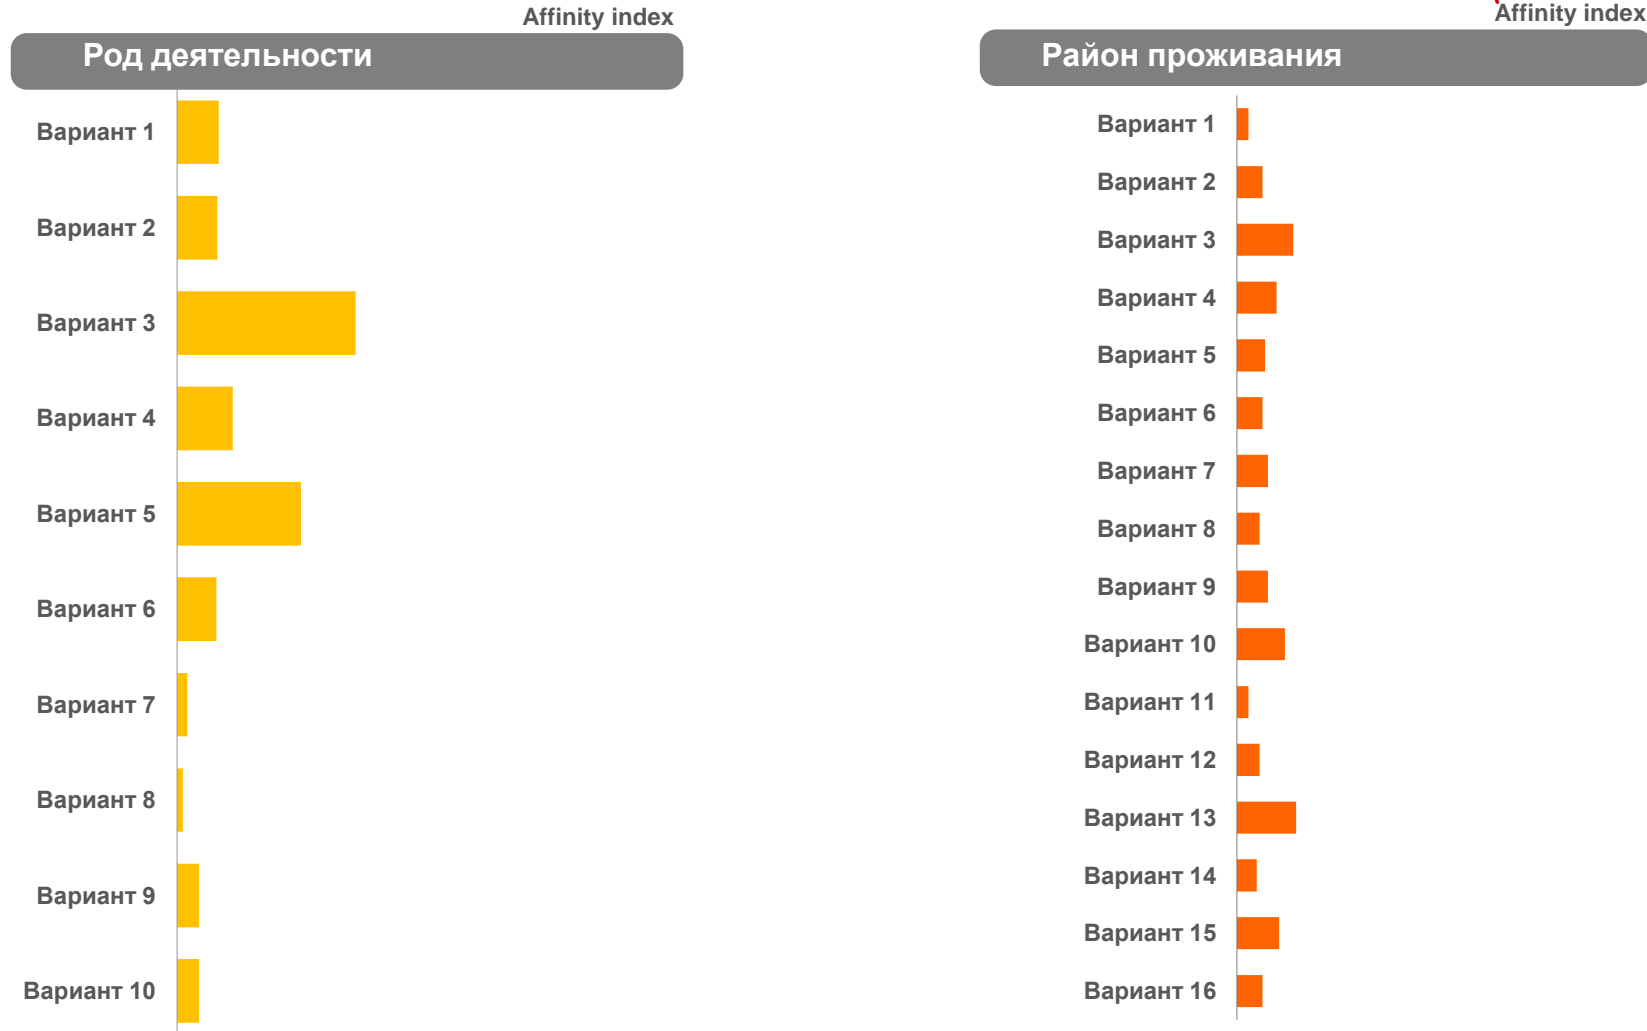 Affinity index
Род деятельности
Вариант 1
Вариант 2
Вариант 3
Вариант 4
Вариант 5
Вариант 6
Вариант 7
Вариант 8
Вариант 9
Вариант 10
Affinity index
Район проживания
Вариант 1
Вариант 2
Вариант 3
Вариант 4
Вариант 5
Вариант 6
Вариант 7
Вариант 8
Вариант 9
Вариант 10
Вариант 11
Вариант 12
Вариант 13
Вариант 14
Вариант 15
Вариант 16